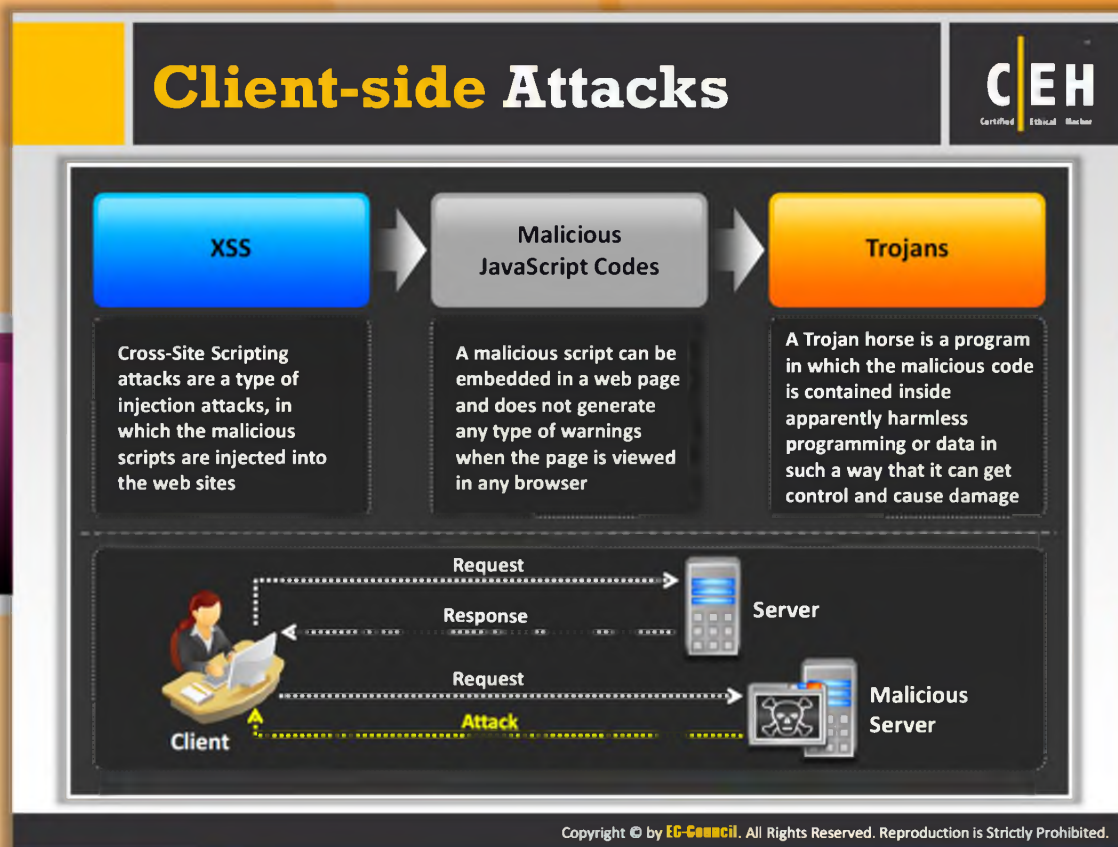 Client-side Attacks
C EH
Certified Ethical Hacker
XSS
Malicious
JavaScript Codes
Trojans
Cross-Site Scripting
attacks are a type of
injection attacks, in
which the malicious
scripts are injected into
the web sites
A malicious script can be
embedded in a web page
and does not generate
any type of warnings
when the page is viewed
in any browser
A Trojan horse is a program
in which the malicious code
is contained inside
apparently harmless
programming or data in
such a way that it can get
control and cause damage
Request
Response
Server
Request
Attack
Malicious
Server
Client
Copyright © by EC-Council. All Rights Reserved. Reproduction is Strictly Prohibited.